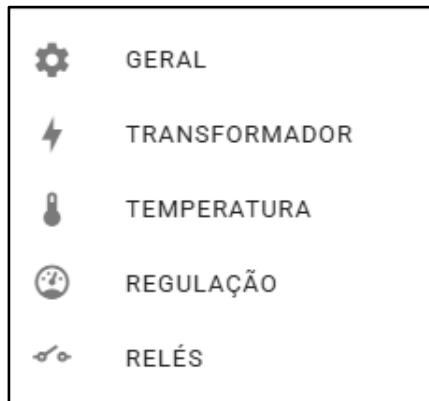 GERAL
TRANSFORMADOR
TEMPERATURA
REGULAÇÃO
RELÉS